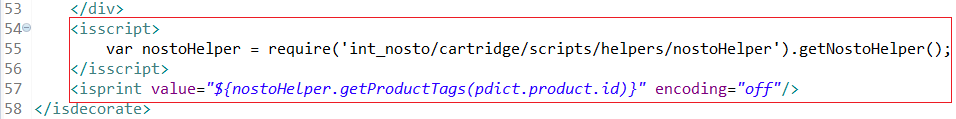 53 </div>
54 <isscript>
55 var nostoHelper = require('int_nosto/cartridge/scripts/helpers/nostoHelper').getNostoHelper();
56 </isscript>
57 <isprint value="${nostoHelper.getProductTags(pdict.product.id)}" encoding="off"/>
58 </isdecorate>